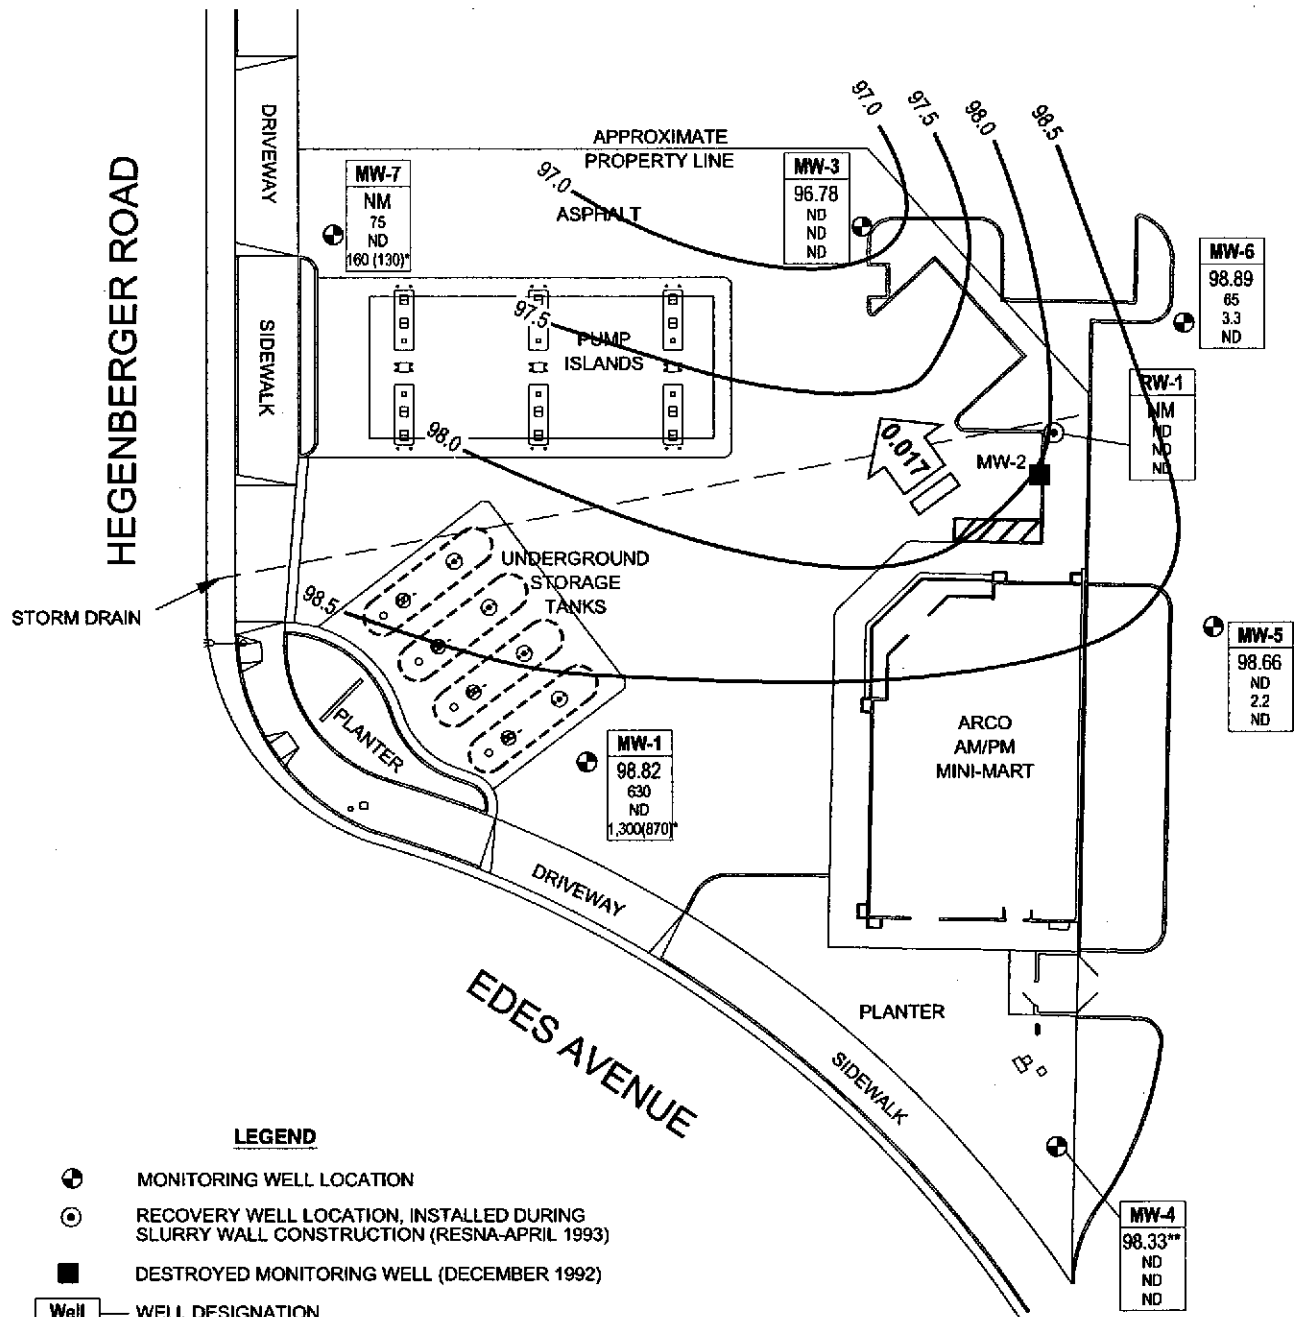 HEGENBERGER ROAD
DRIVEWAY
SIDEWALK
STORM DRAIN
APPROXIMATE
PROPERTY LINE
ASPHALT
97.0
97.5
98.0
98.5
97.0
97.5
98.0
98.5
MW-7
NM
75
ND
160 (130)*
MW-3
96.78
ND
ND
ND
MW-6
98.89
65
3.3
ND
RW-1
NM
ND
ND
ND
PUMP
ISLANDS
0.017
MW-2
UNDERGROUND
STORAGE
TANKS
MW-5
98.66
ND
2.2
ND
PLANTER
MW-1
98.82
630
ND
1,300(870)*
ARCO
AM/PM
MINI-MART
DRIVEWAY
EDES AVENUE
PLANTER
SIDEWALK
MW-4
98.33**
ND
ND
ND
LEGEND
MONITORING WELL LOCATION
RECOVERY WELL LOCATION, INSTALLED DURING
SLURRY WALL CONSTRUCTION (RESNA-APRIL 1993)
DESTROYED MONITORING WELL (DECEMBER 1992)
Well WELL DESIGNATION